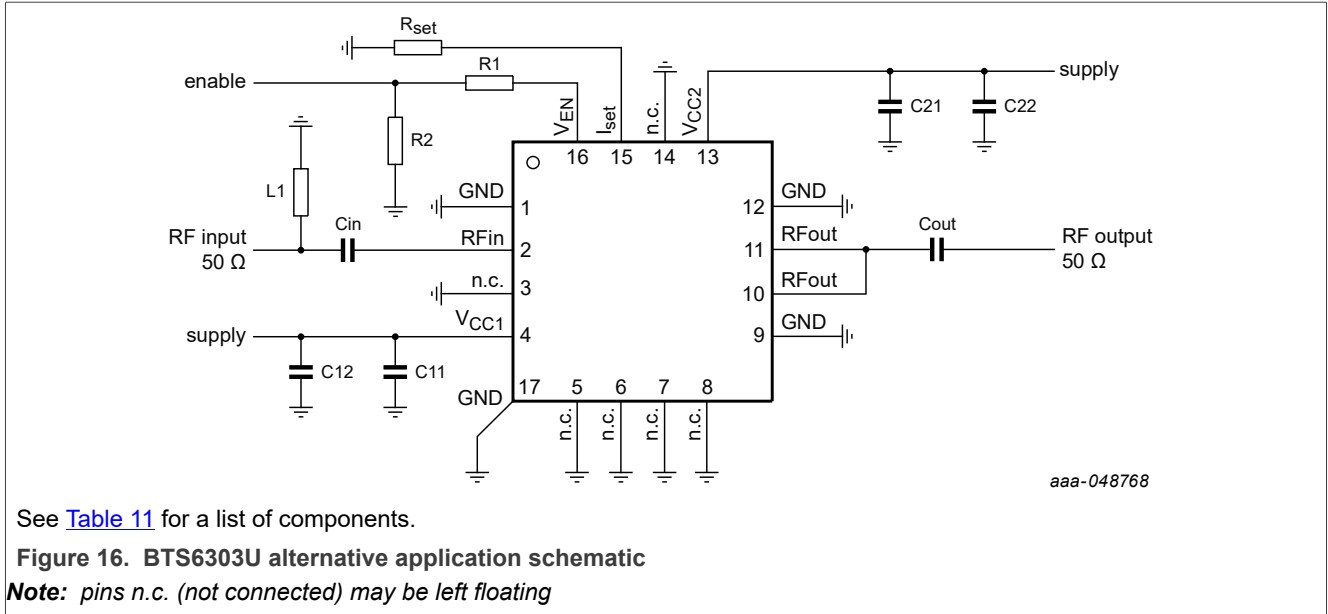 Rset
enable
R1
supply
R2
VEN
Iset
n.c.
VCC2
C21
C22
16
15
14
13
L1
GND
1
12
GND
RF input
50 Ω
Cin
RFin
2
11
RFout
Cout
RF output
50 Ω
n.c.
3
10
RFout
supply
VCC1
4
9
GND
C12
C11
GND
17
5
6
7
8
n.c.
n.c.
n.c.
n.c.
aaa-048768
See Table 11 for a list of components.
Figure 16. BTS6303U alternative application schematic
Note: pins n.c. (not connected) may be left floating